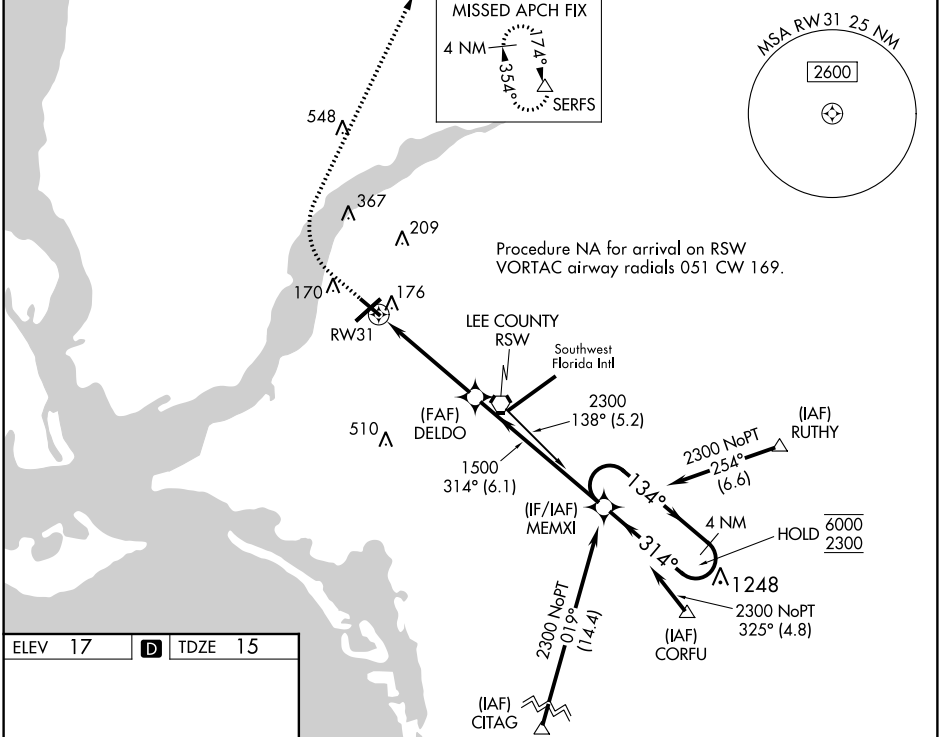 MISSED APCH FIX
4 NM
174°
354°
SERFS
MSA RW31 25 NM
2600
548
367
209
Procedure NA for arrival on RSW
VORTAC airway radials 051 CW 169.
170
176
RW31
LEE COUNTY
RSW
Southwest
Florida Intl
(FAF)
DELDO
2300
138° (5.2)
510
1500
314° (6.1)
(IAF)
RUTHY
2300 NoPT
254°
(6.6)
(IF/IAF)
MEMXI
134°
4 NM
314°
HOLD
6000
2300
1248
2300 NoPT
325° (4.8)
(IAF)
CORFU
2300 NoPT
019°
(14.4)
(IAF)
CITAG
ELEV 17 D TDZE 15